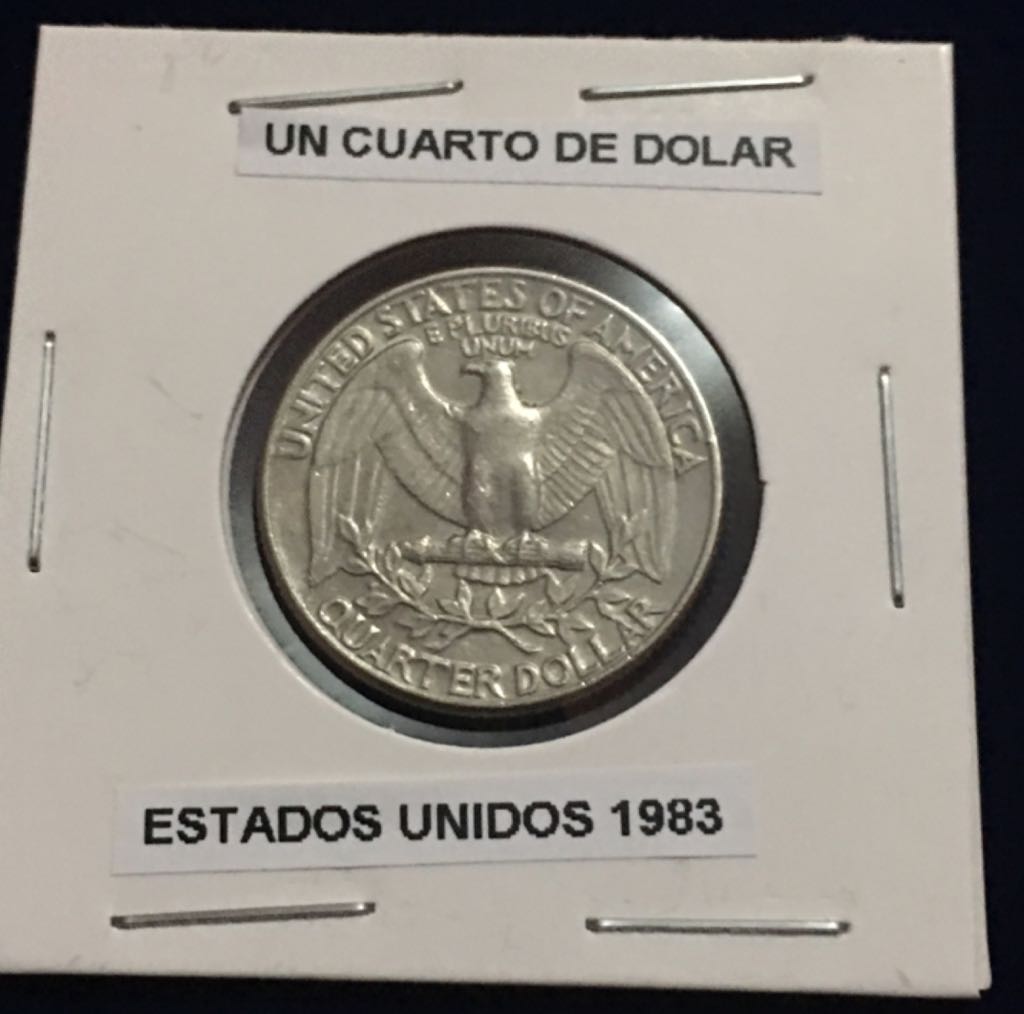 UN CUARTO DE DOLAR
UNITED STATES OF AMERICA
E PLURIBUS
UNUM
QUARTER DOLLAR
ESTADOS UNIDOS 1983